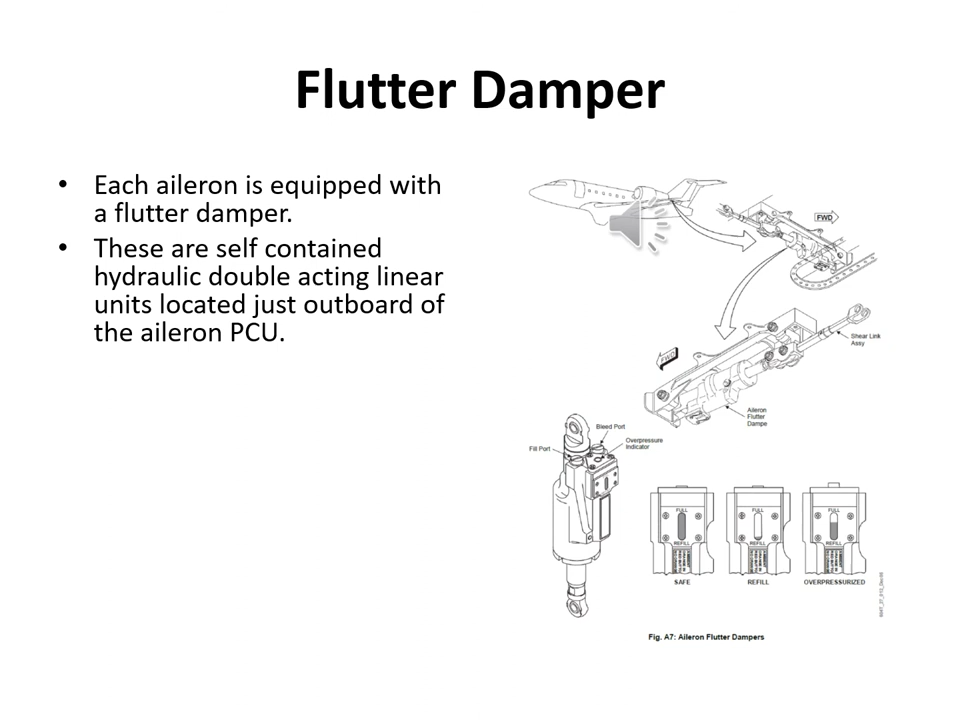 Flutter Damper
• Each aileron is equipped with
a flutter damper.
• These are self contained
hydraulic double acting linear
units located just outboard of
the aileron PCU.
FWD
Shear Link
Assy
FWD
Aileron
Flutter
Dampe
Bleed Port
Overpressure
Indicator
Fill Port
FULL
REFILL
SAFE
FULL
REFILL
REFILL
FULL
REFILL
OVERPRESSURIZED
Fig. A7: Aileron Flutter Dampers